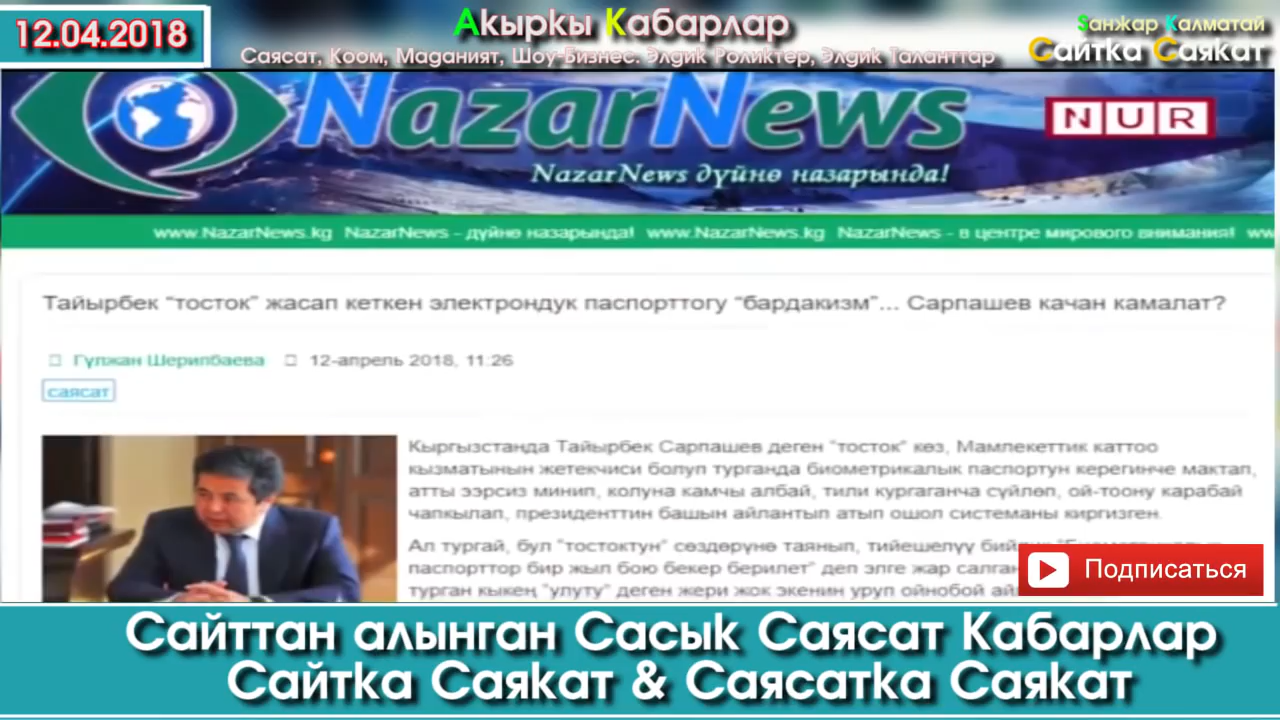 12.04.2018
Акыркы Кабарлар
Саясат, Коом, Маданият, Шоу-Бизнес. Элдик Роликтер, Элдик Таланттар
Sанжар Калматай
Сайтка Саякат
NazarNews
NUR
NazarNews дүйнө назарында!
www.NazarNews.kg NazarNews - дүйнө назарында! www.NazarNews.kg NazarNews - в центре мирового внимания! ww
Тайырбек “тосток” жасап кеткен электрондук паспорттогу “бардакизм”... Сарпашев качан камалат?
Гүлжан Шерипбаева 12-апрель 2018, 11:26
саясат
Кыргызстанда Тайырбек Сарпашев деген “тосток” көз, Мамлекеттик каттоо
кызматынын жетекчиси болуп турганда биометрикалык паспортун керегинче мактап,
атты ээрсиз минип, колуна камчы албай, тили кургаганча сүйлөп, ой-тоону карабай
чапкылап, президенттин башын айлантып атып ошол системаны киргизген.
Ал тургай, бул “тостоктун” сөздөрүнө таянып, тийешелүү
паспорттор бир жыл бою бекер берилет” деп элге жар салган
турган кыкең “улуту” деген жери жок экенин уруп ойнобой
Подписаться
Сайттан алынган Сасык Саясат Кабарлар
Сайтка Саякат & Саясатка Саякат